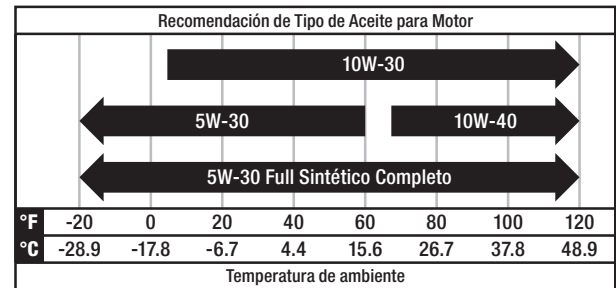 Recomendación de Tipo de Aceite para Motor
10W-30
5W-30 10W-40
5W-30 Full Sintético Completo
°F -20 0 20 40 60 80 100 120
°C -28.9 -17.8 -6.7 4.4 15.6 26.7 37.8 48.9
Temperatura de ambiente